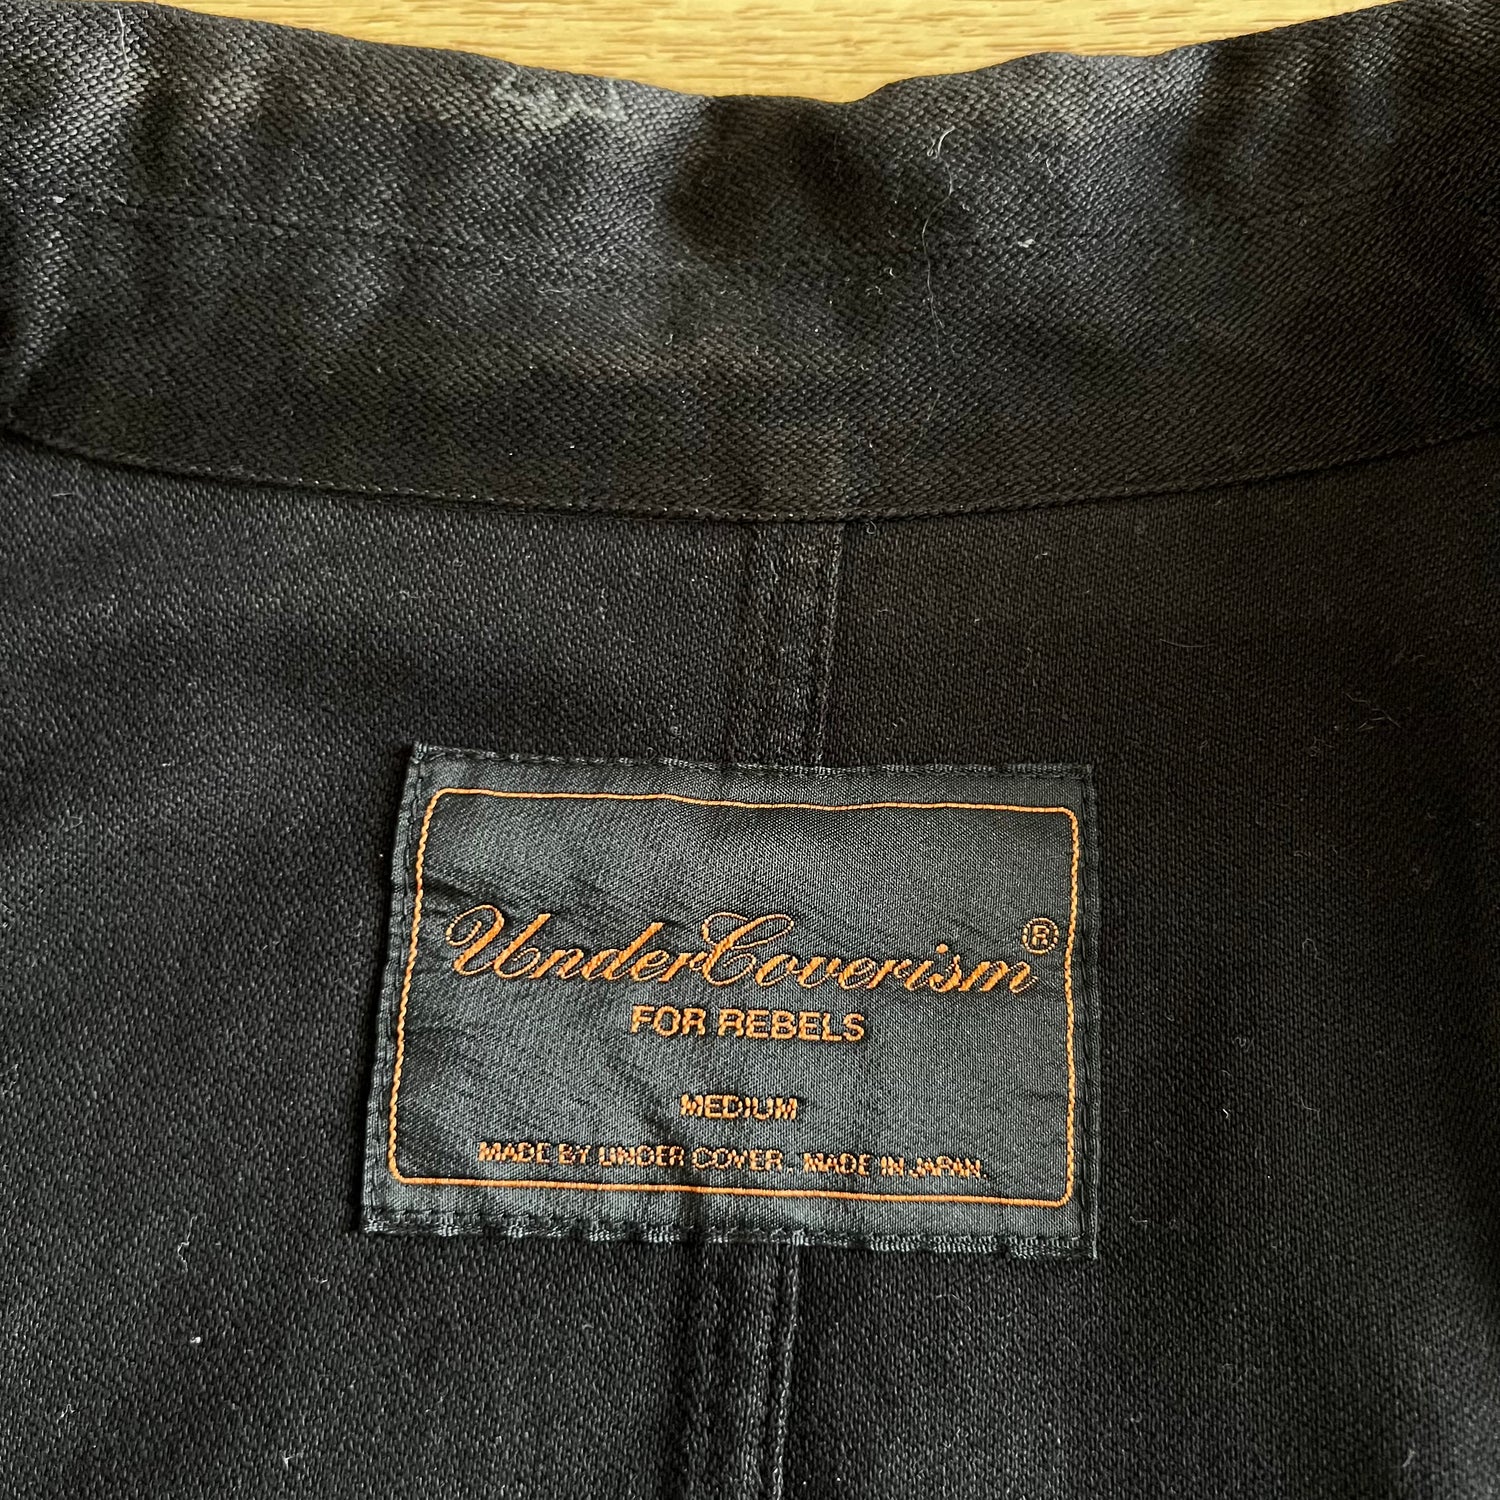 UnderCoverism®
FOR REBELS
MEDIUM
MADE BY UNDER COVER. MADE IN JAPAN.